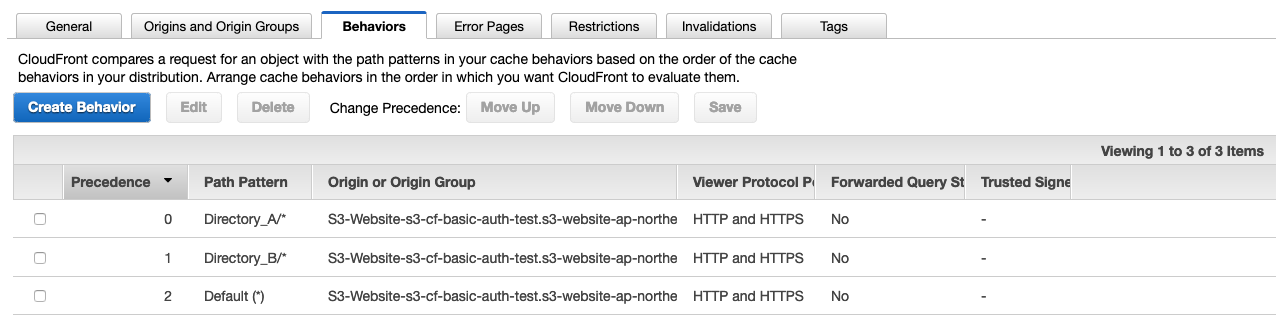 General Origins and Origin Groups Behaviors Error Pages Restrictions Invalidations Tags
CloudFront compares a request for an object with the path patterns in your cache behaviors based on the order of the cache
behaviors in your distribution. Arrange cache behaviors in the order in which you want CloudFront to evaluate them.
Create Behavior Edit Delete Change Precedence: Move Up Move Down Save
Viewing 1 to 3 of 3 Items
Precedence Path Pattern Origin or Origin Group Viewer Protocol Po Forwarded Query St Trusted Signe
0 Directory_A/* S3-Website-s3-cf-basic-auth-test.s3-website-ap-northe HTTP and HTTPS No -
1 Directory_B/* S3-Website-s3-cf-basic-auth-test.s3-website-ap-northe HTTP and HTTPS No -
2 Default (*) S3-Website-s3-cf-basic-auth-test.s3-website-ap-northe HTTP and HTTPS No -